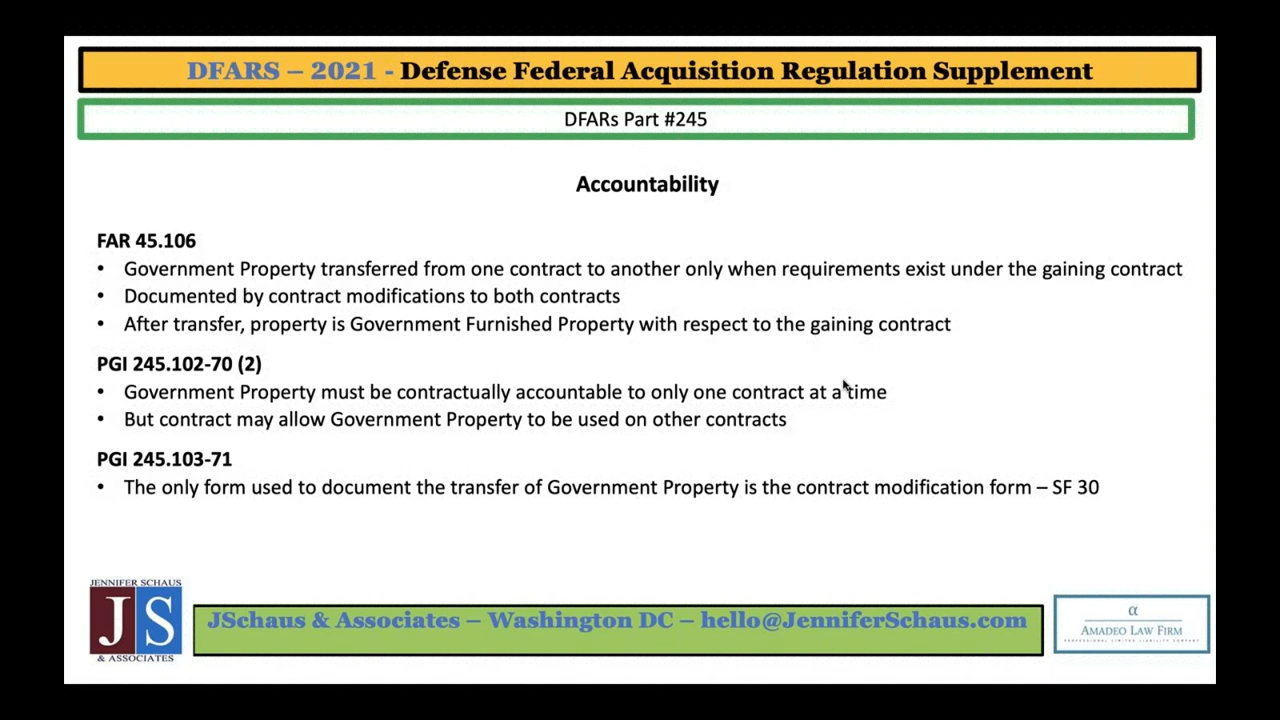 DFARS – 2021 - Defense Federal Acquisition Regulation Supplement
DFARs Part #245
Accountability
FAR 45.106
• Government Property transferred from one contract to another only when requirements exist under the gaining contract
• Documented by contract modifications to both contracts
• After transfer, property is Government Furnished Property with respect to the gaining contract
PGI 245.102-70 (2)
• Government Property must be contractually accountable to only one contract at a time
• But contract may allow Government Property to be used on other contracts
PGI 245.103-71
• The only form used to document the transfer of Government Property is the contract modification form – SF 30
JENNIFER SCHAUS
JS
& ASSOCIATES
JSchaus & Associates – Washington DC – hello@JenniferSchaus.com
α
AMADEO LAW FIRM
PROFESSIONAL LIMITED LIABILITY COMPANY